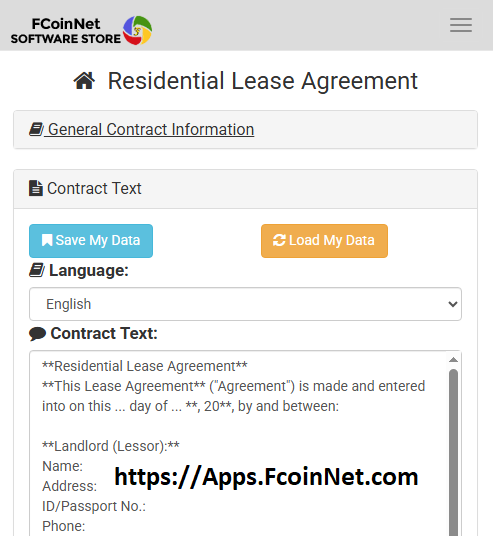 FCoinNet
SOFTWARE STORE
Residential Lease Agreement
General Contract Information
Contract Text
Save My Data
Load My Data
Language:
English
Contract Text:
**Residential Lease Agreement**
**This Lease Agreement** ("Agreement") is made and entered
into on this ... day of ... **, 20**, by and between:
**Landlord (Lessor):**
Name:
Address:
ID/Passport No.:
Phone:
https://Apps.FcoinNet.com